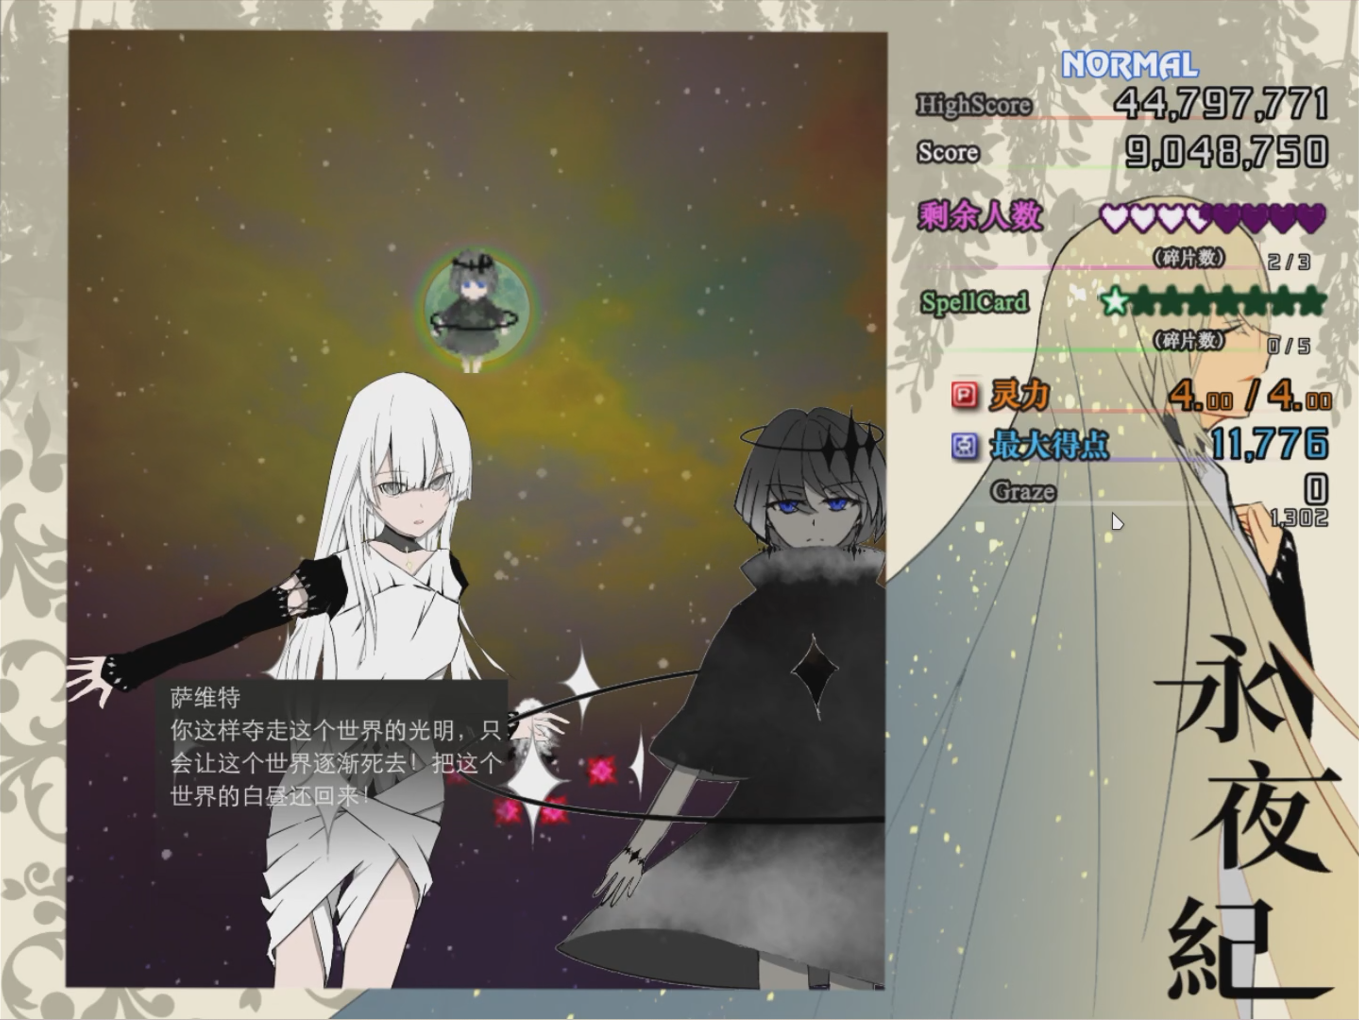 NORMAL
HighScore 44,797,771
Score 9,048,750
剩余人数
(碎片数) 2/3
SpellCard
(碎片数) 0/5
P 灵力 4.00 / 4.00
最大得点 11,776
Graze 0
1,302
萨维特
你这样夺走这个世界的光明，只
会让这个世界逐渐死去！把这个
世界的白昼还回来！
永
夜
紀